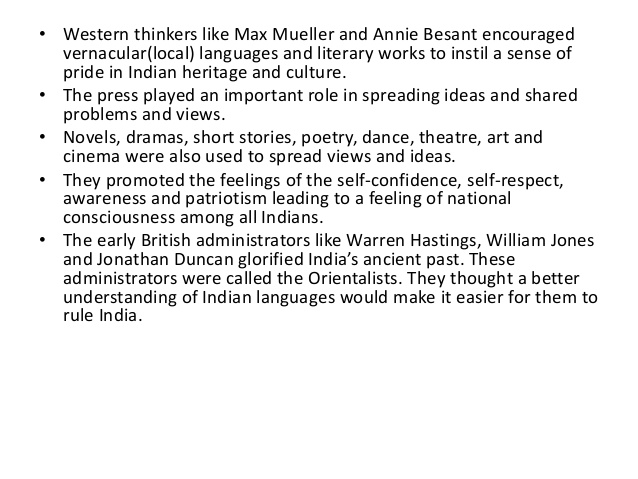 • Western thinkers like Max Mueller and Annie Besant encouraged
vernacular(local) languages and literary works to instil a sense of
pride in Indian heritage and culture.
• The press played an important role in spreading ideas and shared
problems and views.
• Novels, dramas, short stories, poetry, dance, theatre, art and
cinema were also used to spread views and ideas.
• They promoted the feelings of the self-confidence, self-respect,
awareness and patriotism leading to a feeling of national
consciousness among all Indians.
• The early British administrators like Warren Hastings, William Jones
and Jonathan Duncan glorified India’s ancient past. These
administrators were called the Orientalists. They thought a better
understanding of Indian languages would make it easier for them to
rule India.